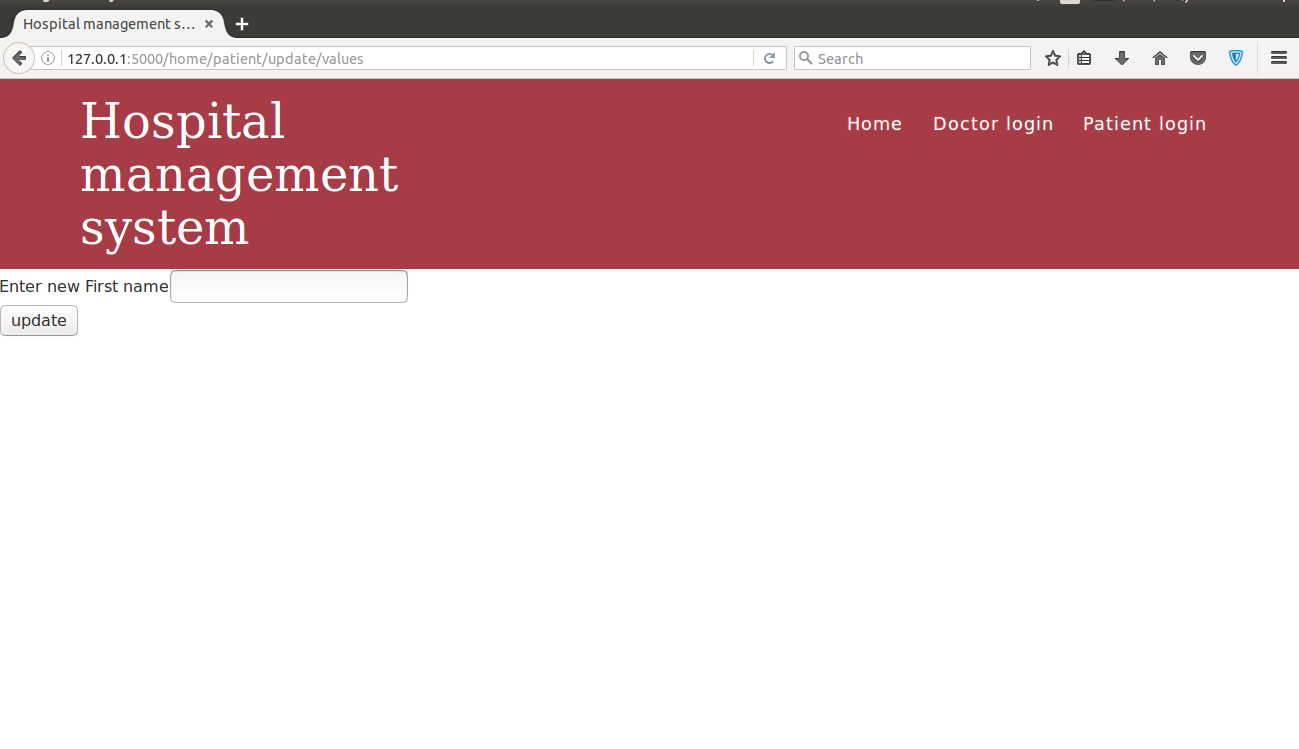 Hospital management s...
127.0.0.1:5000/home/patient/update/values
Search
Hospital
management
system
Home Doctor login Patient login
Enter new First name
update